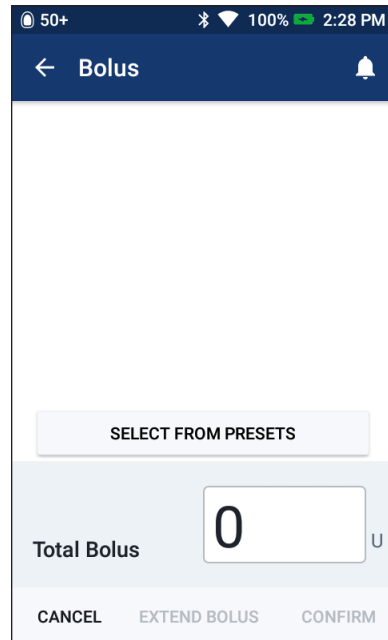 50+ 100% 2:28 PM
Bolus
SELECT FROM PRESETS
Total Bolus 0 U
CANCEL EXTEND BOLUS CONFIRM